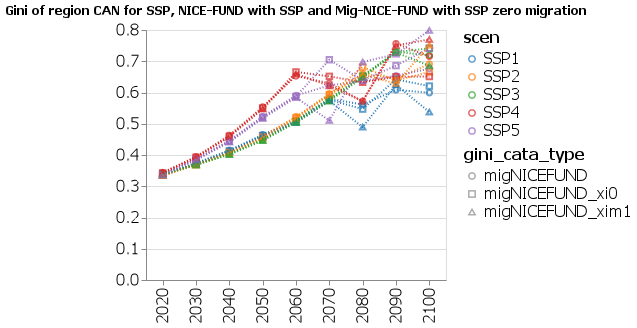 Gini of region CAN for SSP, NICE-FUND with SSP and Mig-NICE-FUND with SSP zero migration
0.8
0.7
0.6
0.5
0.4
0.3
0.2
0.1
0.0
2020
2030
2040
2050
2060
2070
2080
2090
2100
scen
SSP1
SSP2
SSP3
SSP4
SSP5
gini_cata_type
migNICEFUND
migNICEFUND_xi0
migNICEFUND_xim1